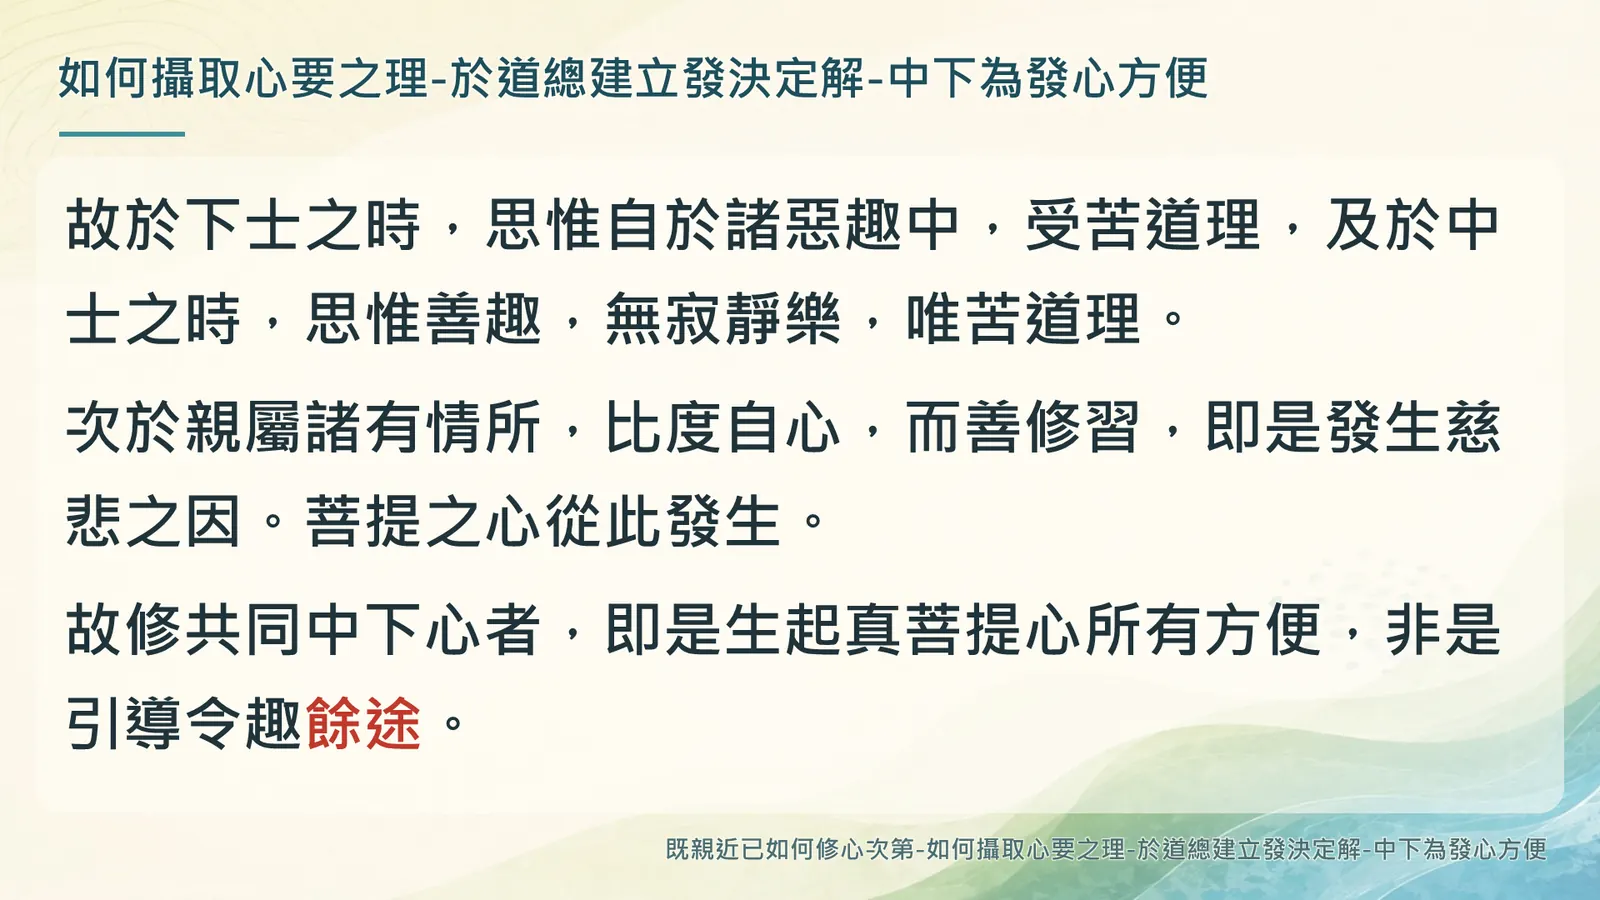 如何攝取心要之理-於道總建立發決定解-中下為發心方便
故於下士之時，思惟自於諸惡趣中，受苦道理，及於中
士之時，思惟善趣，無寂靜樂，唯苦道理。
次於親屬諸有情所，比度自心，而善修習，即是發生慈
悲之因。菩提之心從此發生。
故修共同中下心者，即是生起真菩提心所有方便，非是
引導令趣餘途。
既親近已如何修心次第-如何攝取心要之理-於道總建立發決定解-中下為發心方便